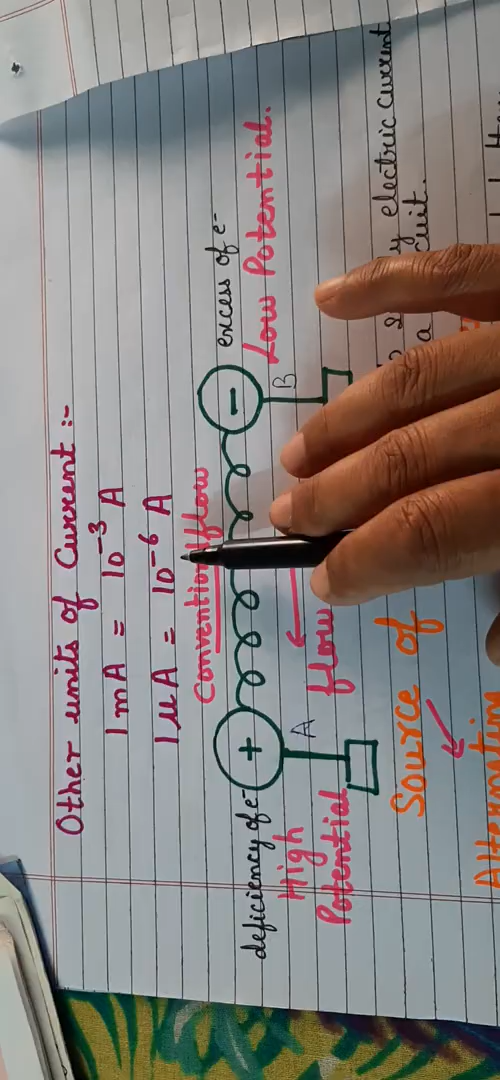 Other units of Current :-
1 mA = 10⁻³ A
1 μA = 10⁻⁶ A
Conventional flow
deficiency of e⁻
+
-
excess of e⁻
High
Potential
A
B
Low Potential.
flow
Source of
electric current
a
cuit.